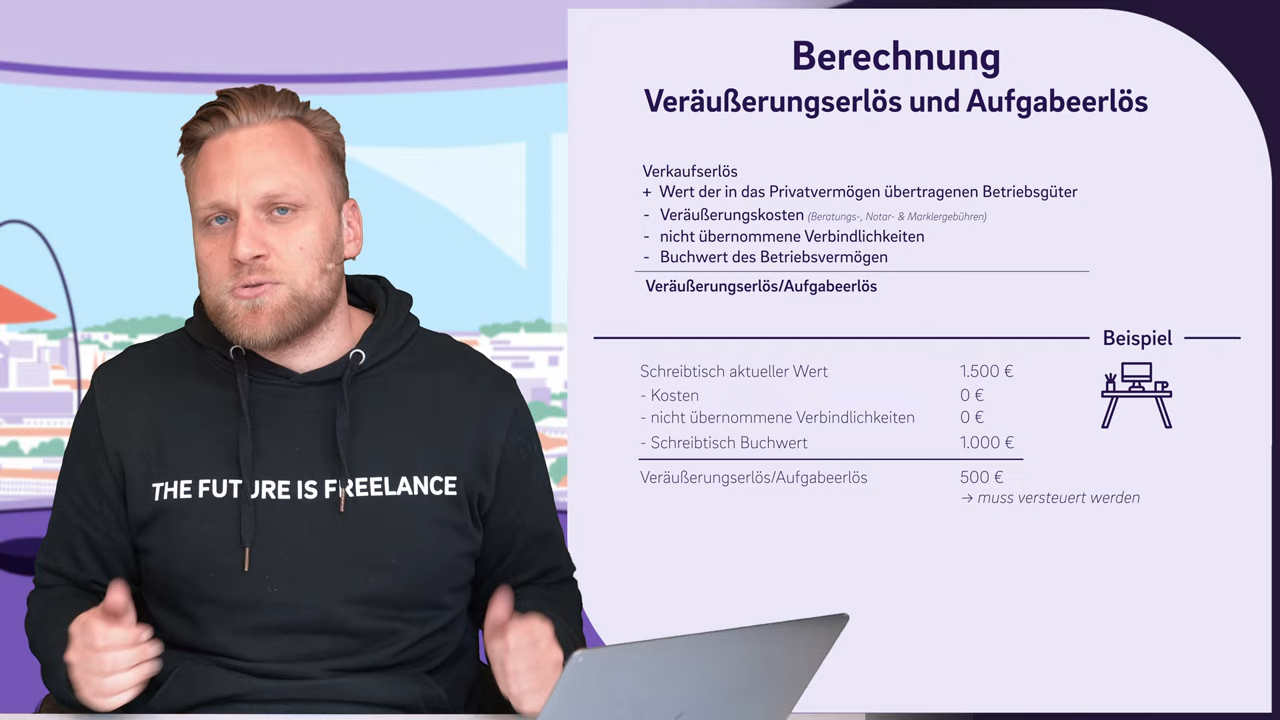 Berechnung
Veräußerungserlös und Aufgabeerlös
Verkaufserlös
+ Wert der in das Privatvermögen übertragenen Betriebsgüter
- Veräußerungskosten (Beratungs-, Notar- & Marklergebühren)
- nicht übernommene Verbindlichkeiten
- Buchwert des Betriebsvermögen
Veräußerungserlös/Aufgabeerlös
Beispiel
Schreibtisch aktueller Wert 1.500 €
- Kosten 0 €
- nicht übernommene Verbindlichkeiten 0 €
- Schreibtisch Buchwert 1.000 €
Veräußerungserlös/Aufgabeerlös 500 €
→ muss versteuert werden
THE FUTURE IS FREELANCE